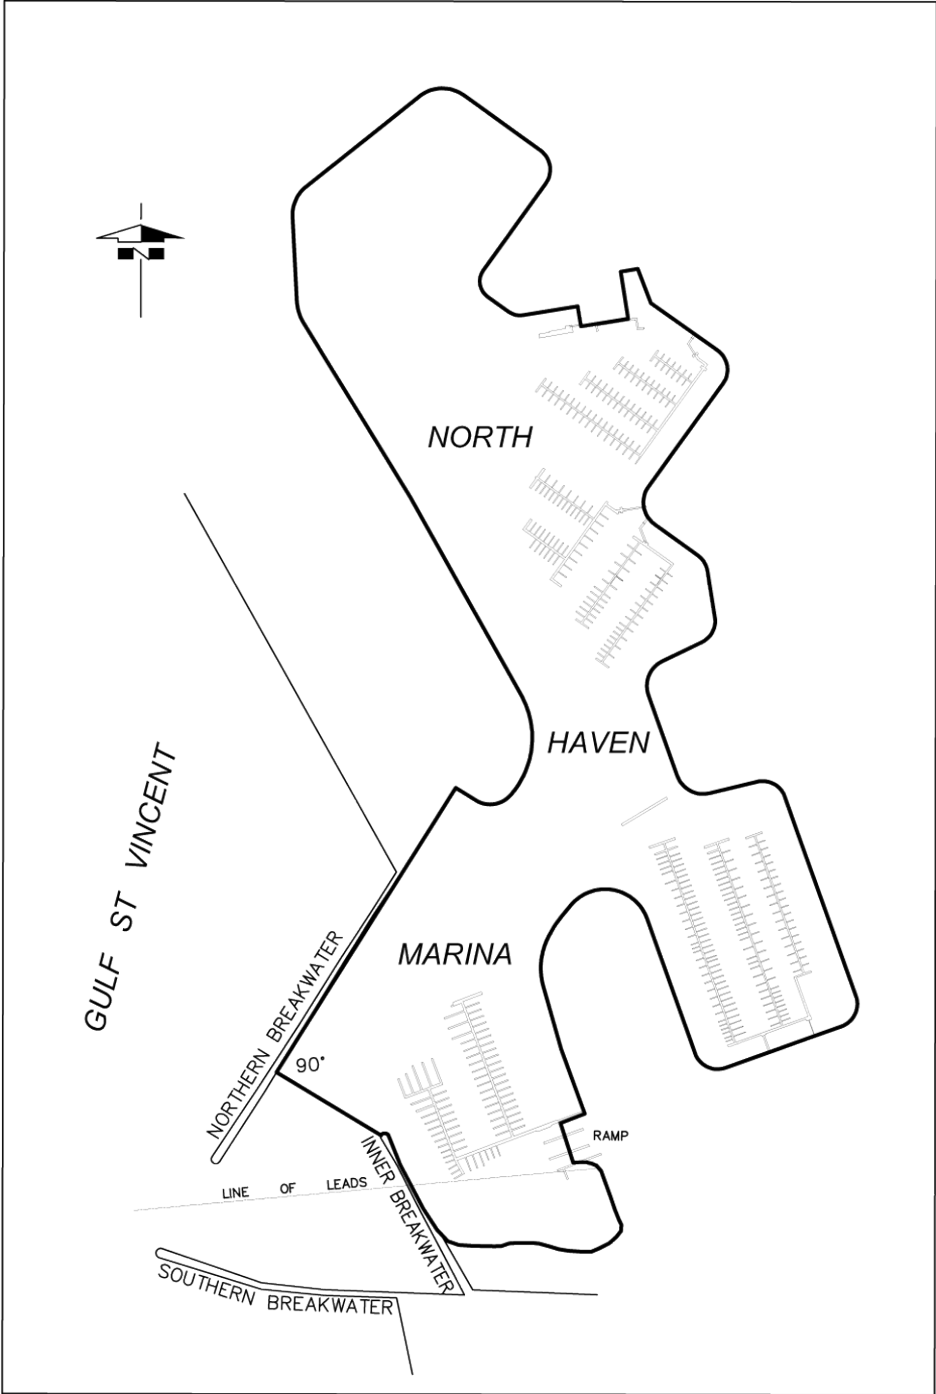 N
NORTH
HAVEN
GULF ST VINCENT
MARINA
NORTHERN BREAKWATER
90°
RAMP
INNER BREAKWATER
LINE OF LEADS
SOUTHERN BREAKWATER